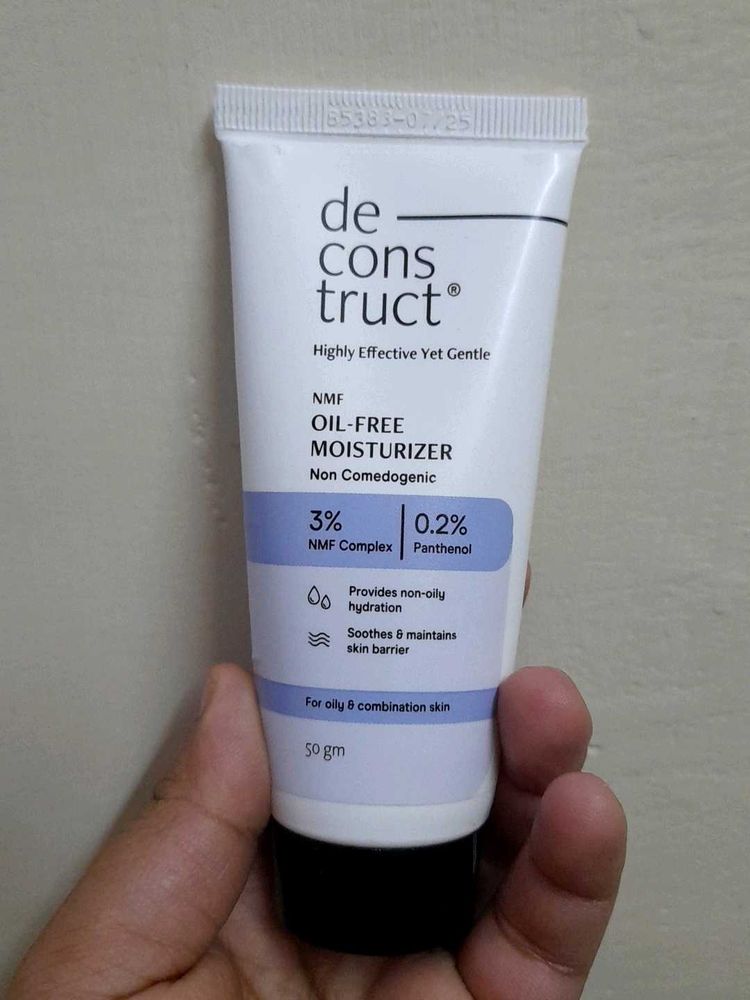 B5383-07/25
de
cons
truct®
Highly Effective Yet Gentle
NMF
OIL-FREE
MOISTURIZER
Non Comedogenic
3% 0.2%
NMF Complex Panthenol
Provides non-oily
hydration
Soothes & maintains
skin barrier
For oily & combination skin
50 gm